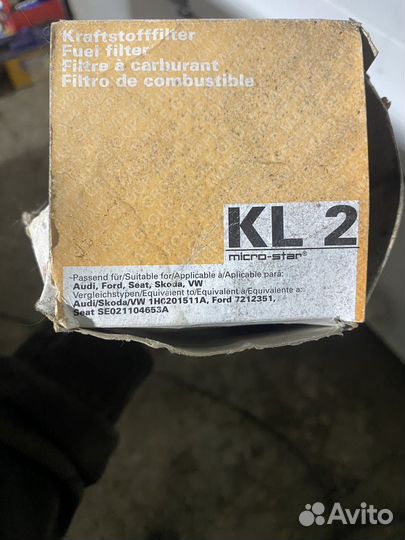 Kraftstofffilter
Fuel filter
Filtre à carburant
Filtro de combustible
KL 2
micro-star®
Passend für/Suitable for/Applicable à/Aplicable para:
Audi, Ford, Seat, Skoda, VW
Vergleichstypen/Equivalent to/Equivalent à/Equivalente a:
Audi/Skoda/VW 1H0201511A, Ford 7212351,
Seat SE021104653A
Avito